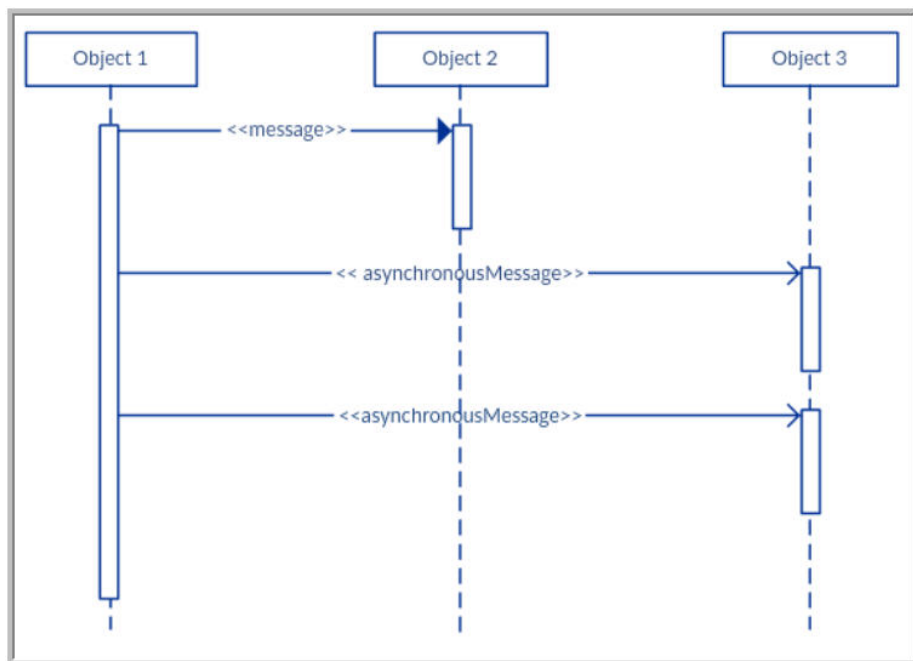 Object 1
Object 2
Object 3
<<message>>
<< asynchronousMessage>>
<<asynchronousMessage>>